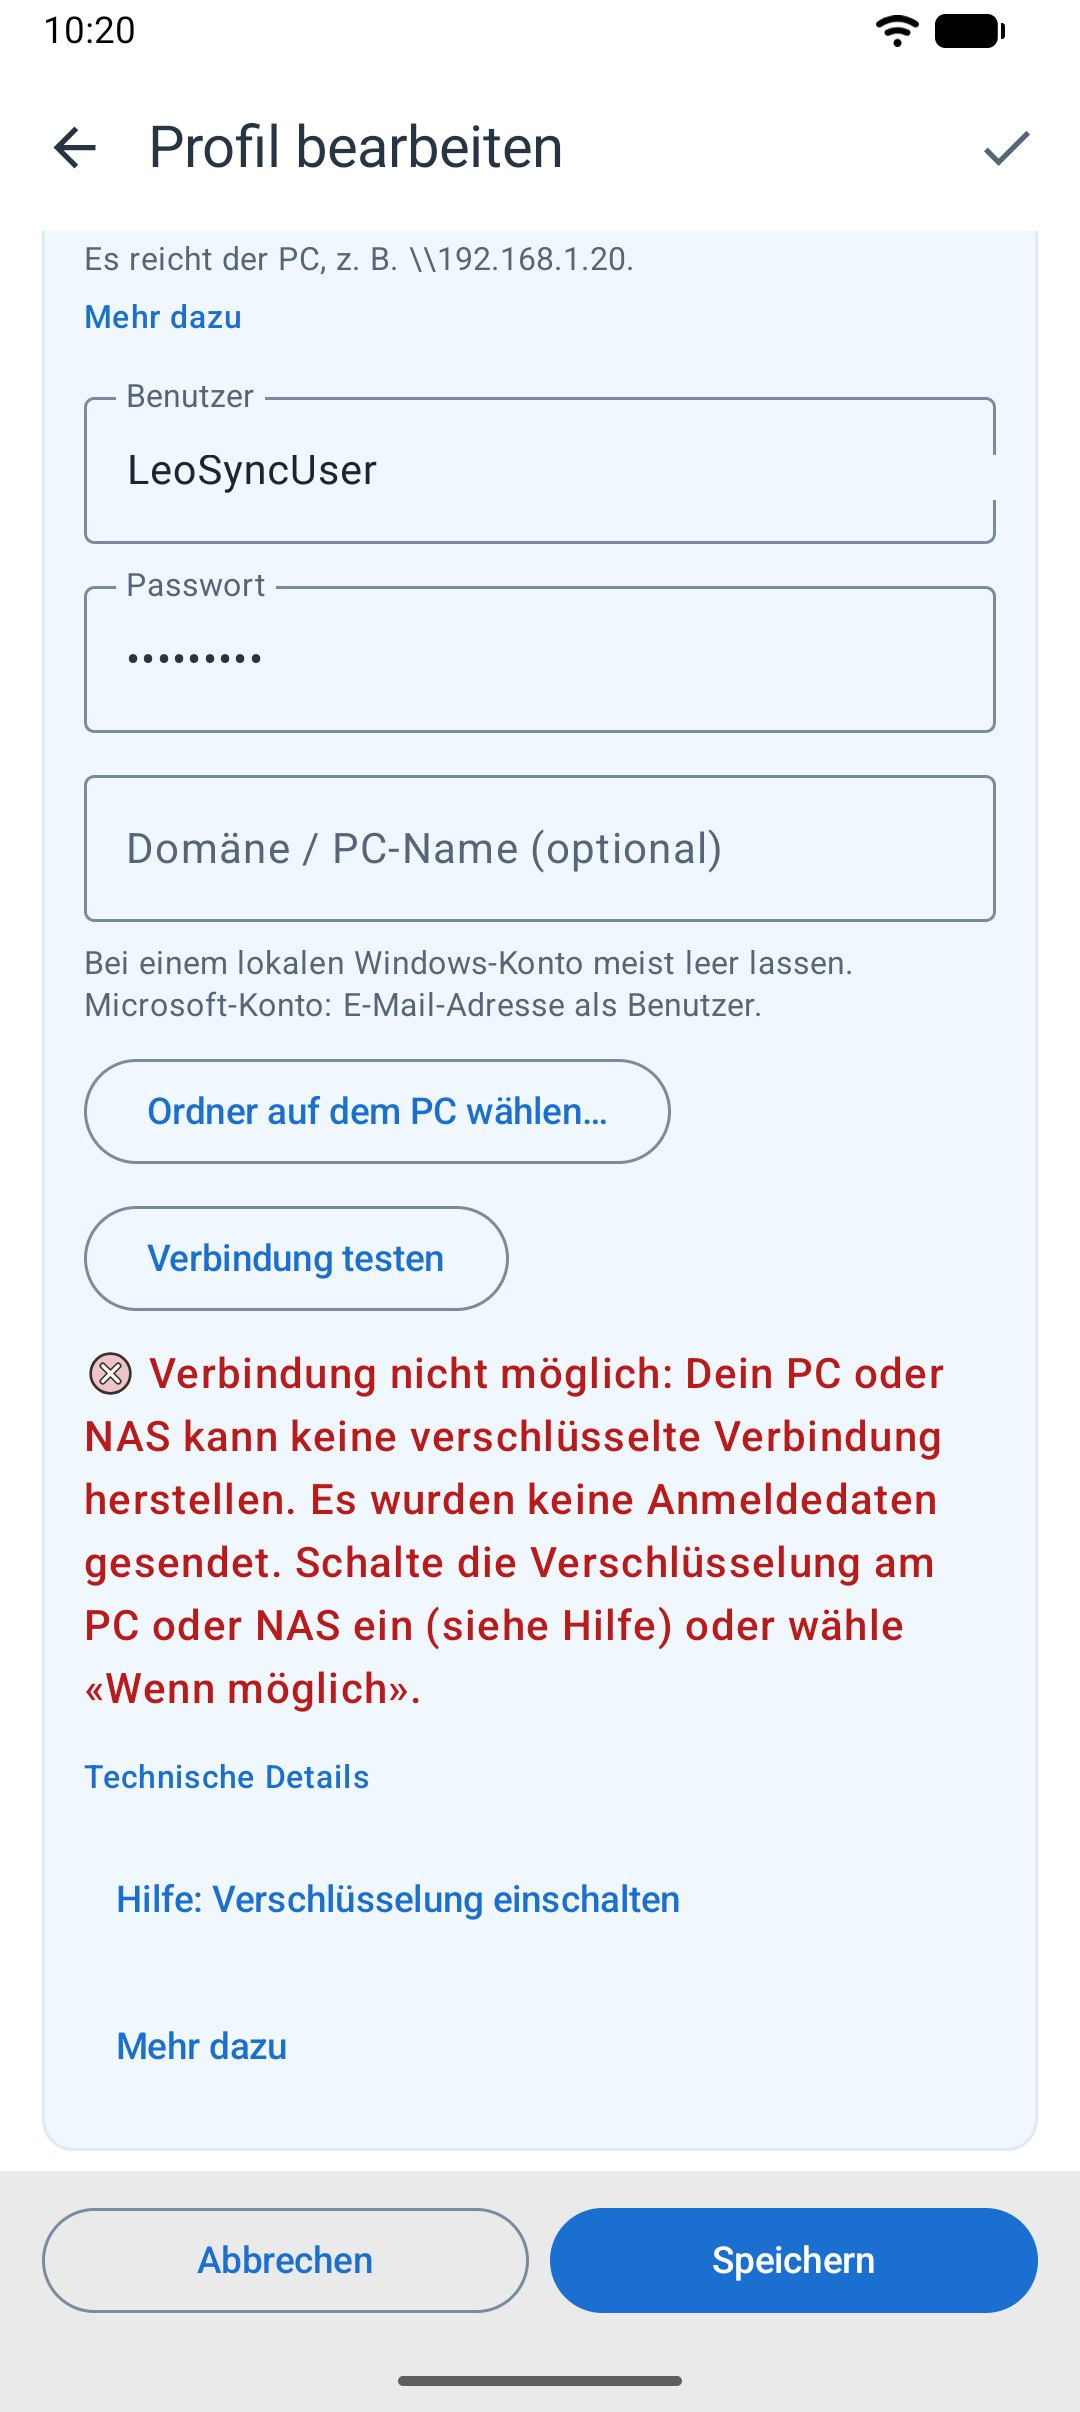 10:20
Profil bearbeiten
Es reicht der PC, z. B. \\192.168.1.20.
Mehr dazu
Benutzer
LeoSyncUser
Passwort
•••••••••
Domäne / PC-Name (optional)
Bei einem lokalen Windows-Konto meist leer lassen.
Microsoft-Konto: E-Mail-Adresse als Benutzer.
Ordner auf dem PC wählen…
Verbindung testen
Verbindung nicht möglich: Dein PC oder
NAS kann keine verschlüsselte Verbindung
herstellen. Es wurden keine Anmeldedaten
gesendet. Schalte die Verschlüsselung am
PC oder NAS ein (siehe Hilfe) oder wähle
«Wenn möglich».
Technische Details
Hilfe: Verschlüsselung einschalten
Mehr dazu
Abbrechen
Speichern